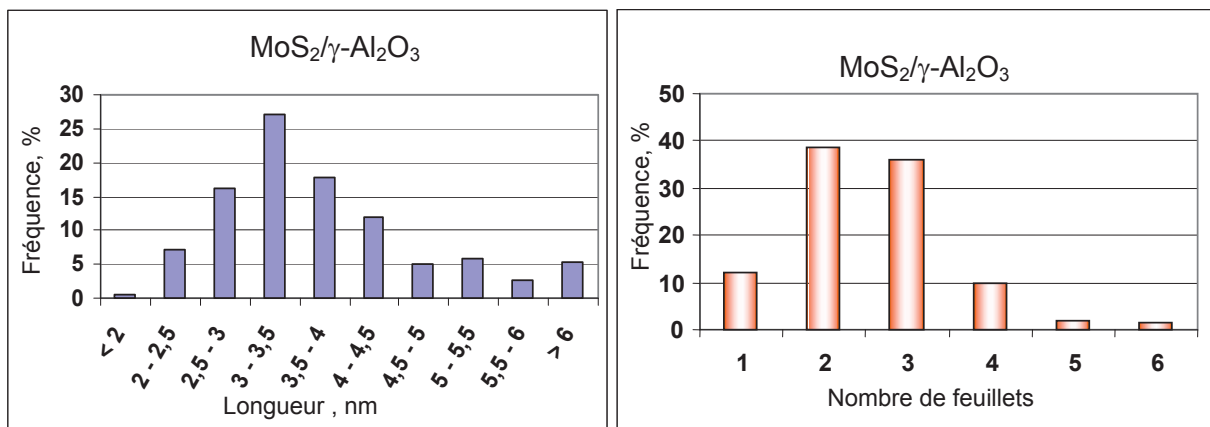 MoS₂/γ-Al₂O₃
Fréquence, %
30
25
20
15
10
5
0
< 2
2 - 2,5
2,5 - 3
3 - 3,5
3,5 - 4
4 - 4,5
4,5 - 5
5 - 5,5
5,5 - 6
> 6
Longueur , nm
MoS₂/γ-Al₂O₃
Fréquence, %
50
40
30
20
10
0
1 2 3 4 5 6
Nombre de feuillets